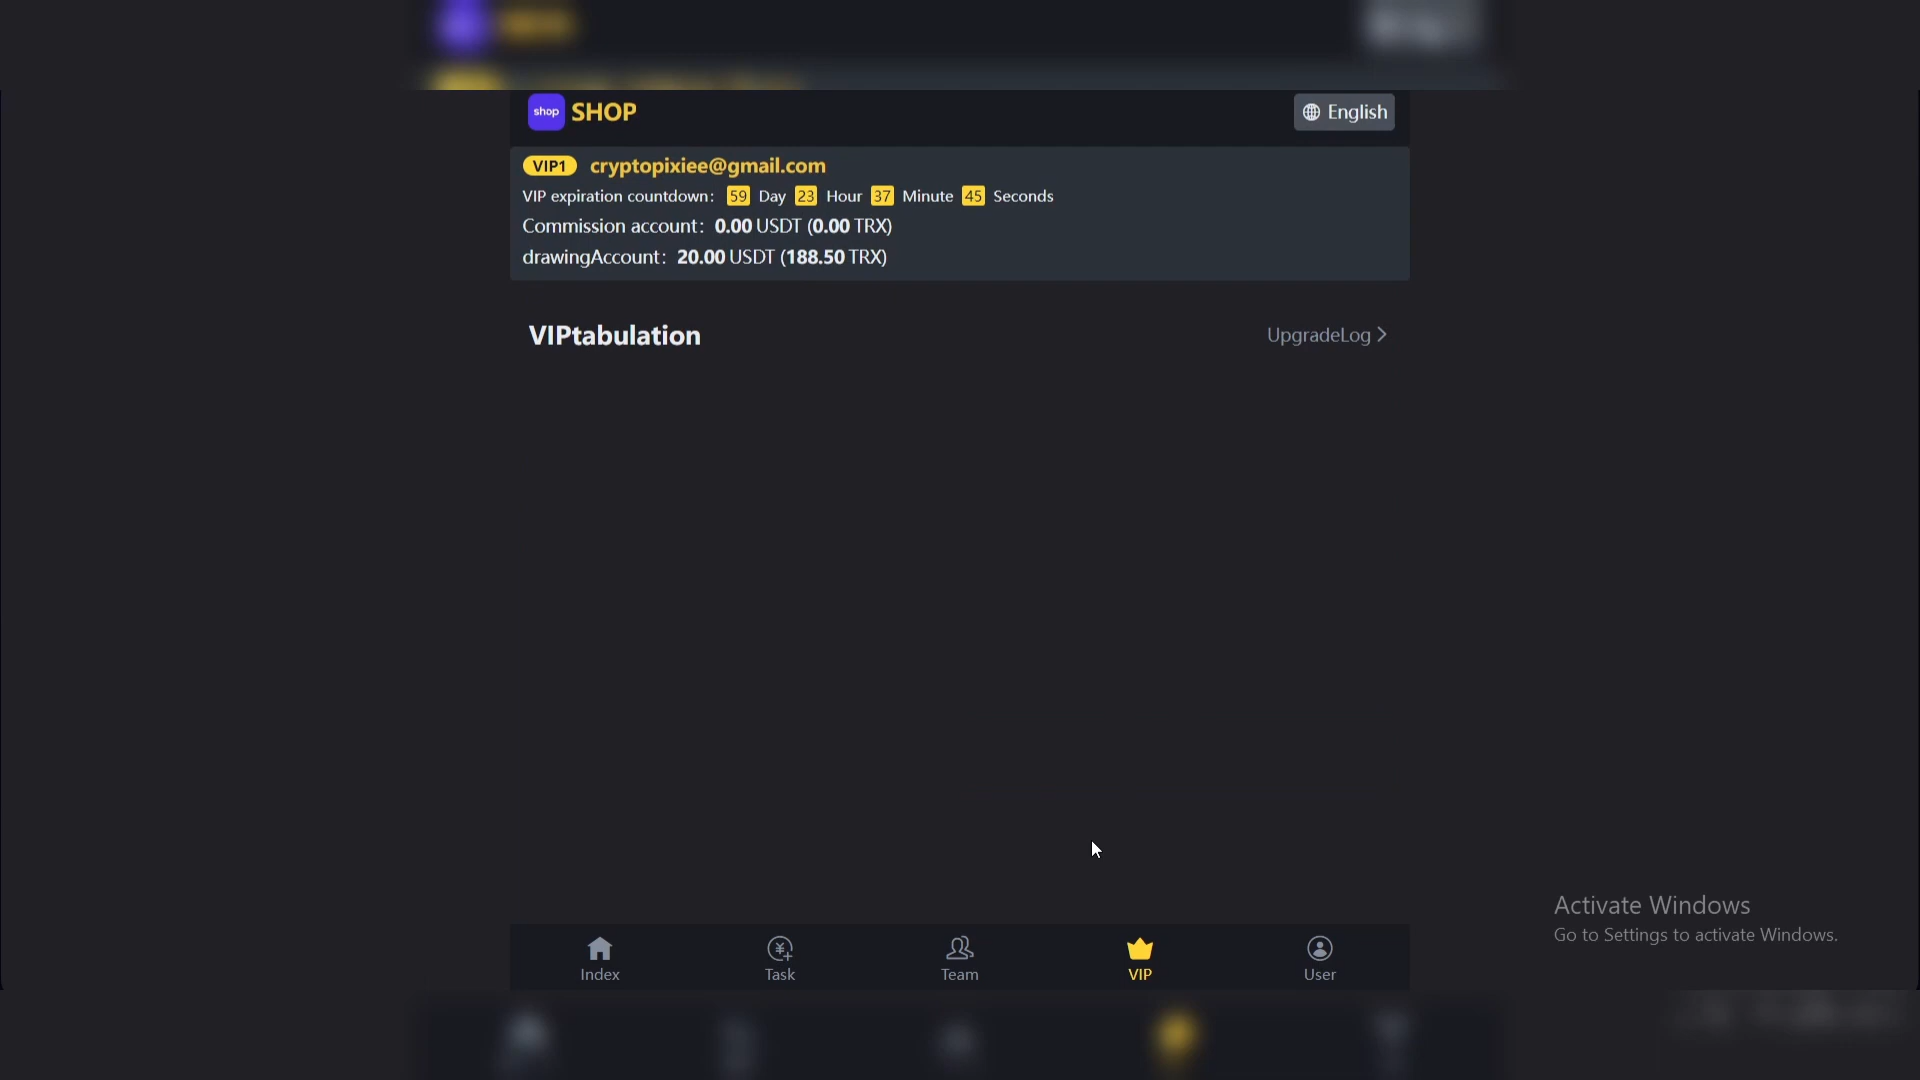 shop SHOP
English
VIP1 cryptopixiee@gmail.com
VIP expiration countdown: 59 Day 23 Hour 37 Minute 45 Seconds
Commission account: 0.00 USDT (0.00 TRX)
drawingAccount: 20.00 USDT (188.50 TRX)
VIPtabulation
UpgradeLog
Activate Windows
Go to Settings to activate Windows.
Index
Task
Team
VIP
User